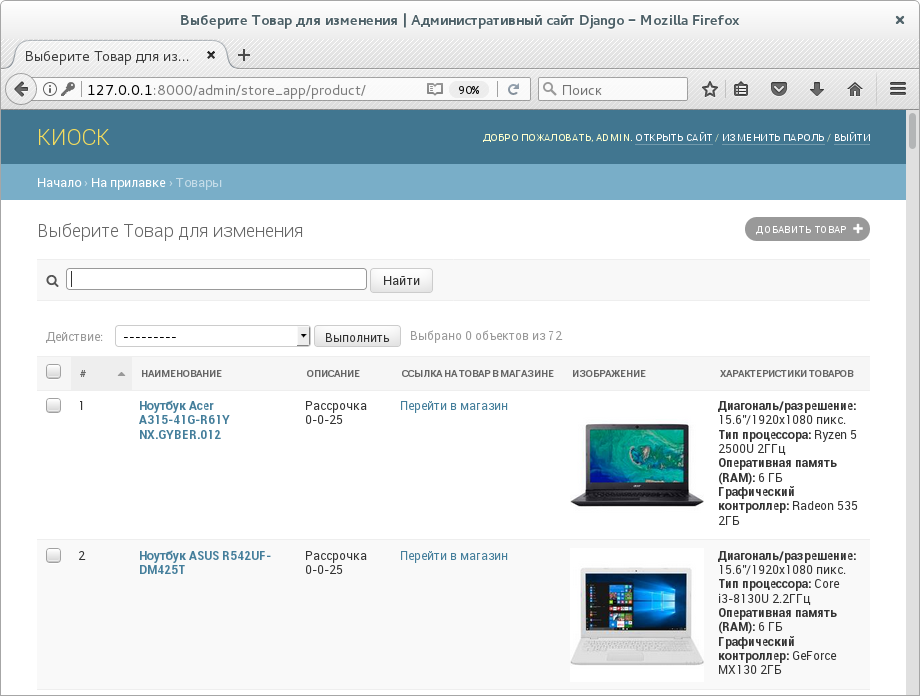 Выберите Товар для изменения | Административный сайт Django – Mozilla Firefox
Выберите Товар для из...
127.0.0.1:8000/admin/store_app/product/
90%
Поиск
КИОСК
ДОБРО ПОЖАЛОВАТЬ, ADMIN. ОТКРЫТЬ САЙТ / ИЗМЕНИТЬ ПАРОЛЬ / ВЫЙТИ
Начало › На прилавке › Товары
Выберите Товар для изменения
ДОБАВИТЬ ТОВАР +
Найти
Действие:
---------
Выполнить
Выбрано 0 объектов из 72
# НАИМЕНОВАНИЕ ОПИСАНИЕ ССЫЛКА НА ТОВАР В МАГАЗИНЕ ИЗОБРАЖЕНИЕ ХАРАКТЕРИСТИКИ ТОВАРОВ
1
Ноутбук Acer
A315-41G-R61Y
NX.GYBER.012
Рассрочка
0-0-25
Перейти в магазин
Диагональ/разрешение:
15.6"/1920x1080 пикс.
Тип процессора: Ryzen 5
2500U 2ГГц
Оперативная память
(RAM): 6 ГБ
Графический
контроллер: Radeon 535
2ГБ
2
Ноутбук ASUS R542UF-
DM425T
Рассрочка
0-0-25
Перейти в магазин
Диагональ/разрешение:
15.6"/1920x1080 пикс.
Тип процессора: Core
i3-8130U 2.2ГГц
Оперативная память
(RAM): 6 ГБ
Графический
контроллер: GeForce
MX130 2ГБ